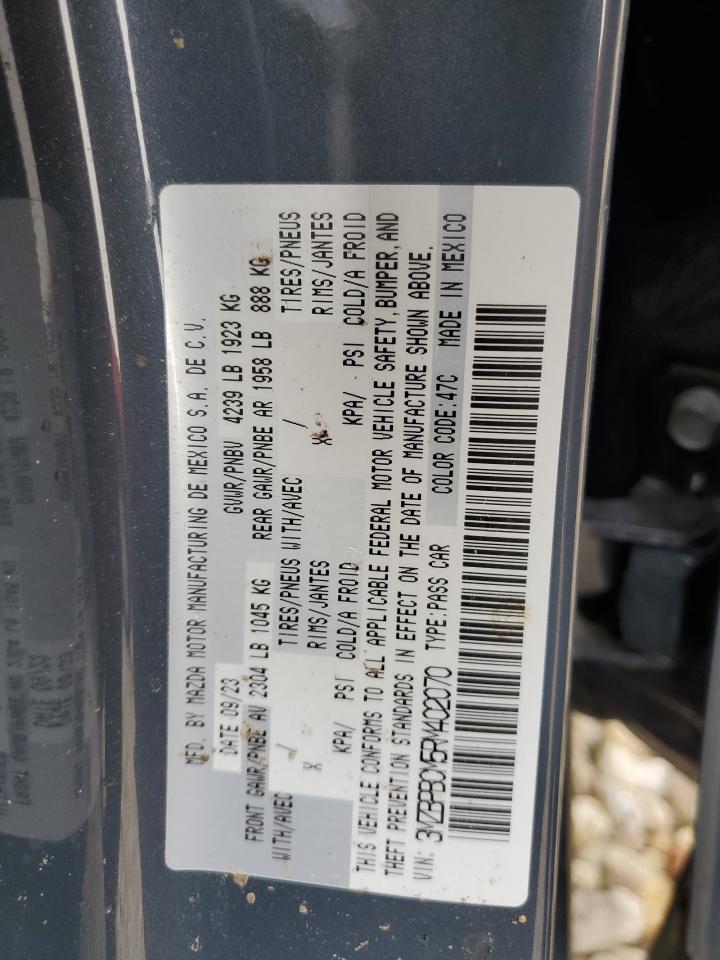 MFD. BY MAZDA MOTOR MANUFACTURING DE MEXICO S.A. DE C.V.
DATE 09/23 GVWR/PNBV 4239 LB 1923 KG
FRONT GAWR/PNBE AV 2304 LB 1045 KG REAR GAWR/PNBE AR 1958 LB 888 KG
WITH/AVEC / TIRES/PNEUS WITH/AVEC / TIRES/PNEUS
X RIMS/JANTES X RIMS/JANTES
KPA/ PSI COLD/A FROID KPA/ PSI COLD/A FROID
THIS VEHICLE CONFORMS TO ALL APPLICABLE FEDERAL MOTOR VEHICLE SAFETY, BUMPER, AND
THEFT PREVENTION STANDARDS IN EFFECT ON THE DATE OF MANUFACTURE SHOWN ABOVE.
VIN: 3MZBPBCM5RM402070 TYPE: PASS CAR COLOR CODE: 47C MADE IN MEXICO